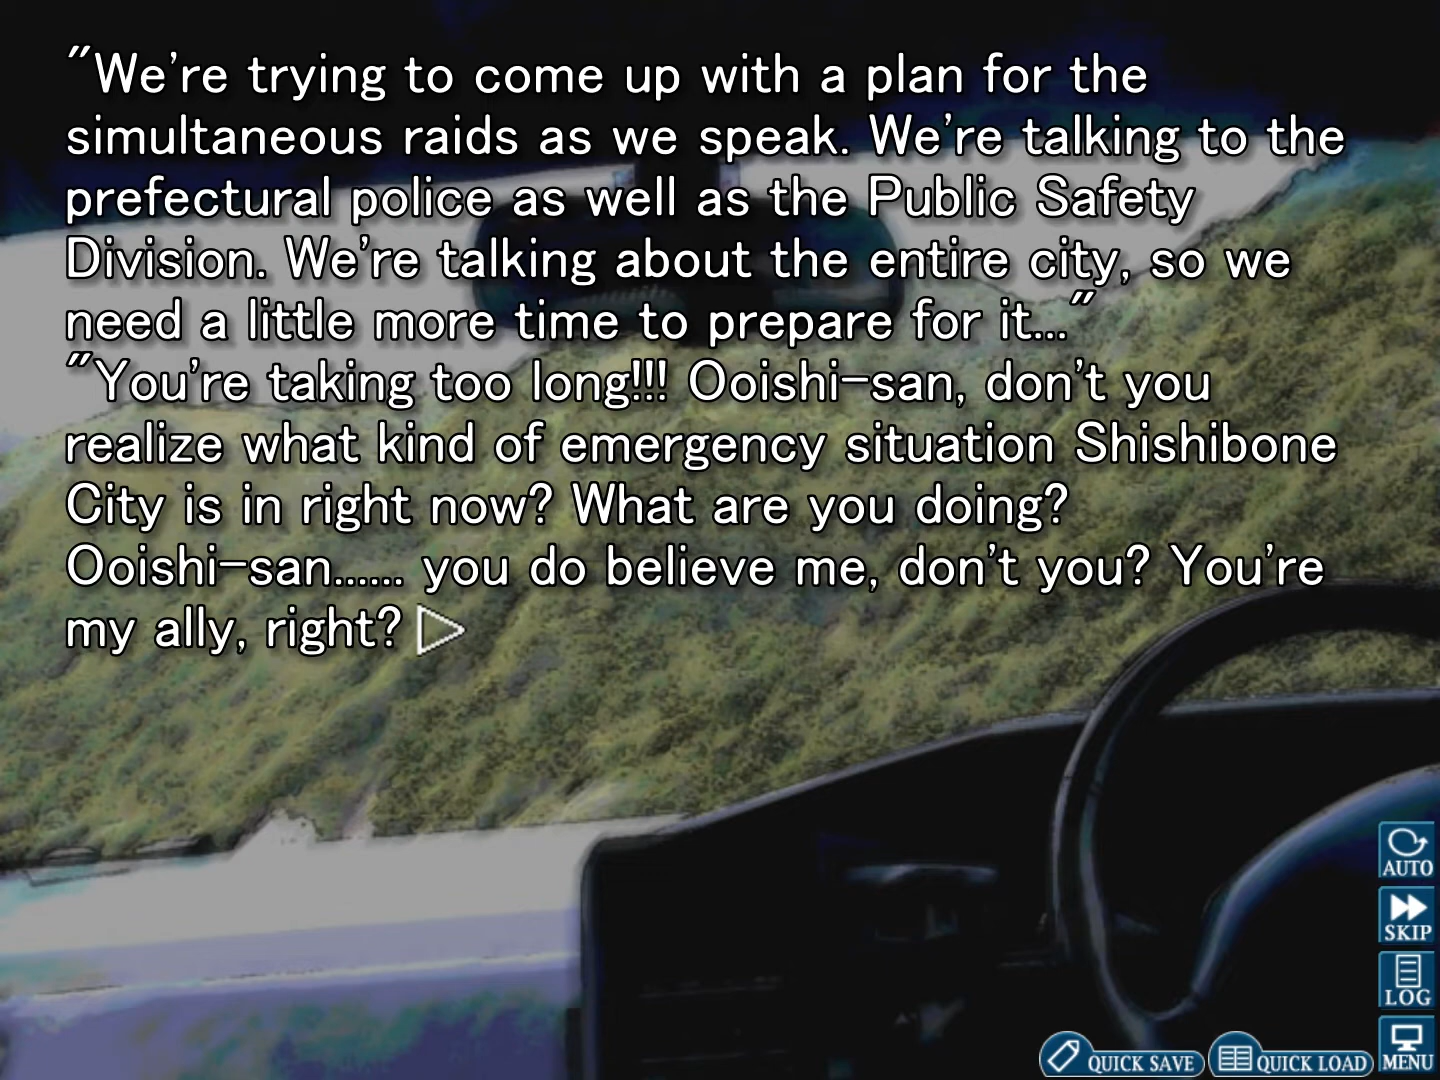 "We're trying to come up with a plan for the
simultaneous raids as we speak. We're talking to the
prefectural police as well as the Public Safety
Division. We're talking about the entire city, so we
need a little more time to prepare for it..."
"You're taking too long!!! Ooishi-san, don't you
realize what kind of emergency situation Shishibone
City is in right now? What are you doing?
Ooishi-san...... you do believe me, don't you? You're
my ally, right?
AUTO
SKIP
LOG
MENU
QUICK SAVE
QUICK LOAD